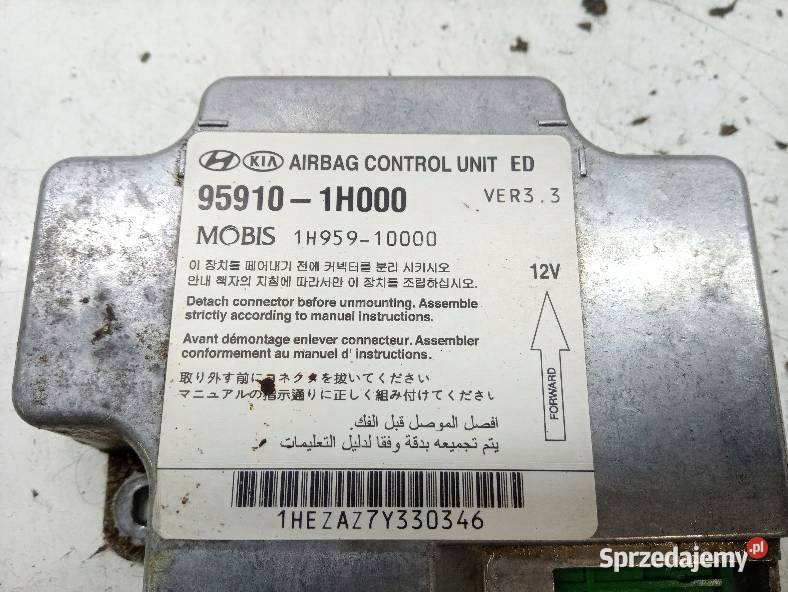 KIA AIRBAG CONTROL UNIT ED
95910-1H000 VER3.3
MOBIS 1H959-10000
이 장치를 페어내기 전에 커넥터를 분리 시키시오
안내 책자의 지침에 따라서만 이 장치를 조립하십시오.
12V
Detach connector before unmounting. Assemble
strictly according to manual instructions.
Avant démontage enlever connecteur. Assembler
conformement au manuel d' instructions.
取り外す前にコネクタを抜いてください
マニュアルの指示通りに正しく組み付けてください
FORWARD
افصل الموصل قبل الفك.
يتم تجميعه بدقة وفقا لدليل التعليمات
1HEZAZ7Y330346
Sprzedajemy.pl